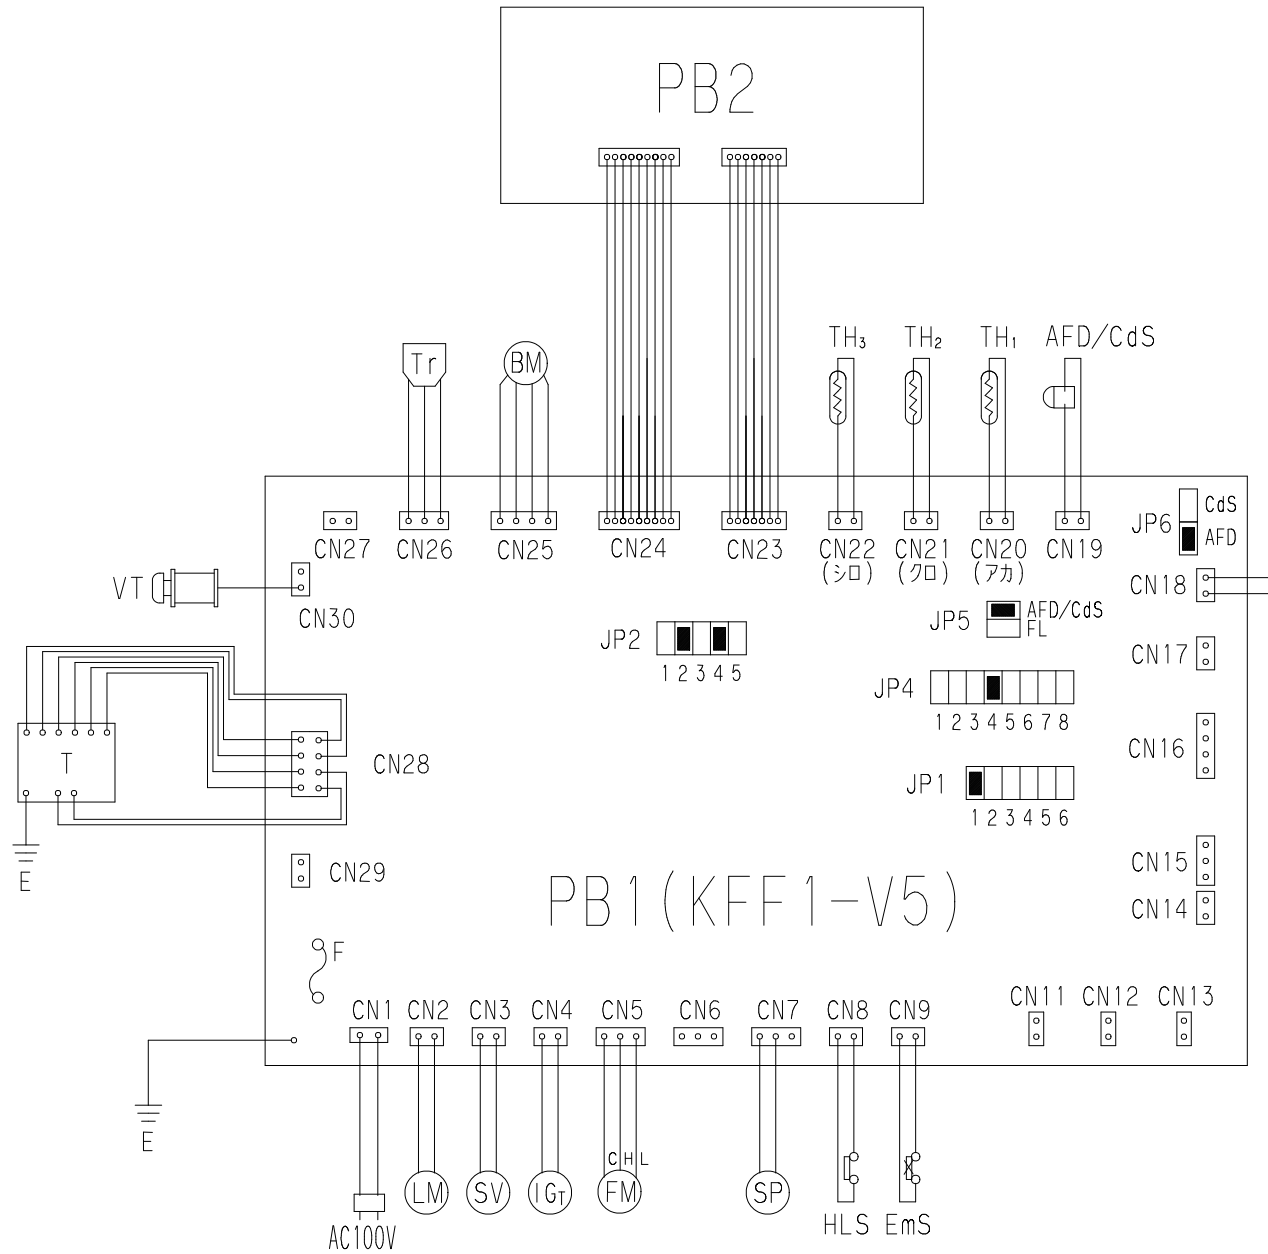 PB2
TH₃ TH₂ TH₁ AFD/CdS
Tr
BM
CdS
JP6
AFD
CN27 CN26 CN25 CN24 CN23 CN22 CN21 CN20 CN19
(シロ) (クロ) (アカ)
VT
CN18
CN30
JP5
AFD/CdS
FL
JP2
1 2 3 4 5
CN17
JP4
1 2 3 4 5 6 7 8
T
CN28
CN16
JP1
1 2 3 4 5 6
E
CN29
CN15
PB1(KFF1-V5)
CN14
F
CN1 CN2 CN3 CN4 CN5 CN6 CN7 CN8 CN9 CN11 CN12 CN13
E
C H L
LM SV IGT FM SP
HLS EmS
AC100V